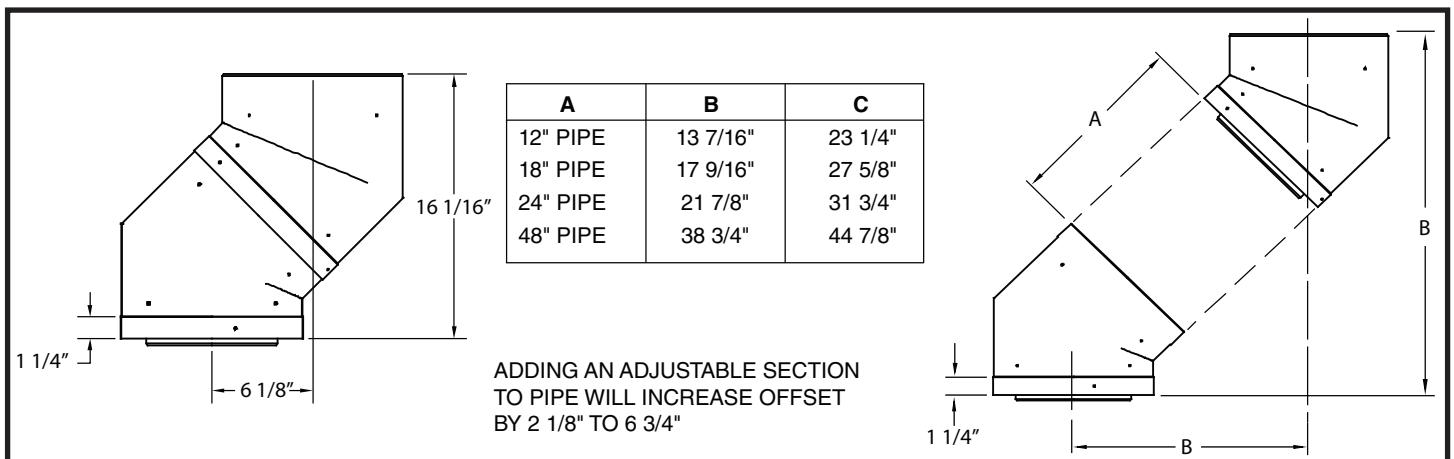 16 1/16”
1 1/4”
6 1/8”
A B C
12" PIPE 13 7/16" 23 1/4"
18" PIPE 17 9/16" 27 5/8"
24" PIPE 21 7/8" 31 3/4"
48" PIPE 38 3/4" 44 7/8"
ADDING AN ADJUSTABLE SECTION
TO PIPE WILL INCREASE OFFSET
BY 2 1/8" TO 6 3/4"
A
B
1 1/4”
B